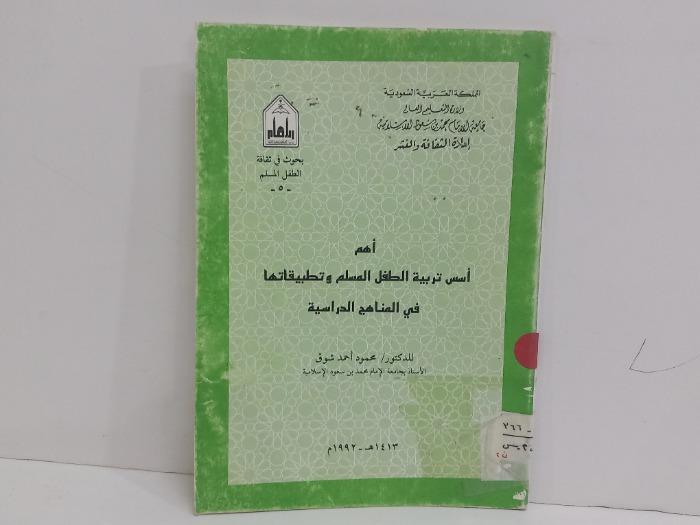 المملكة العربية السعودية
وزارة التعليم العالي
جامعة الإمام محمد بن سعود الإسلامية
إدارة الثقافة والنشر
بحوث في ثقافة
الطفل المسلم
- ٥ -
أهم
أسس تربية الطفل المسلم وتطبيقاتها
في المناهج الدراسية
للدكتور/ محمود أحمد شوق
الأستاذ بجامعة الإمام محمد بن سعود الإسلامية
١٤١٣هـ - ١٩٩٢م
٣٦٦